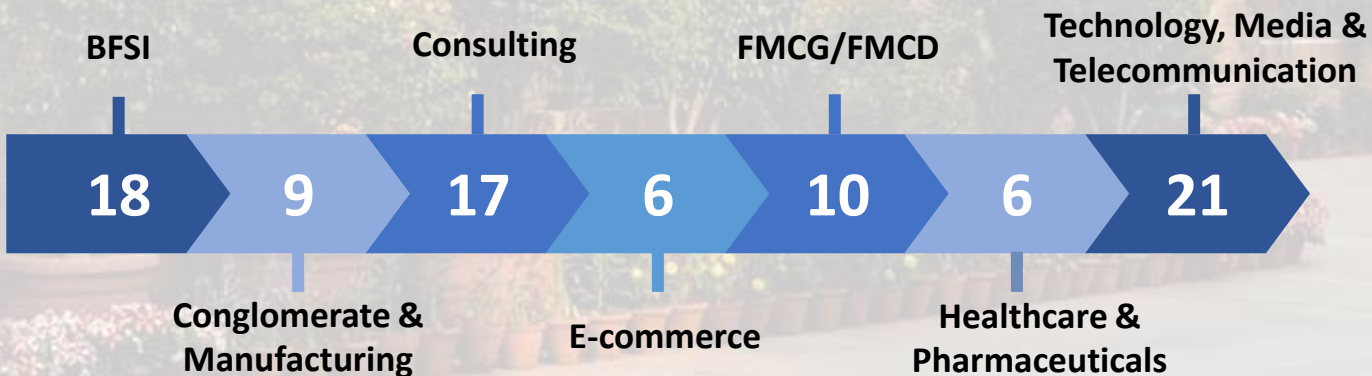 BFSI
Consulting
FMCG/FMCD
Technology, Media &
Telecommunication
18
9
17
6
10
6
21
Conglomerate &
Manufacturing
E-commerce
Healthcare &
Pharmaceuticals